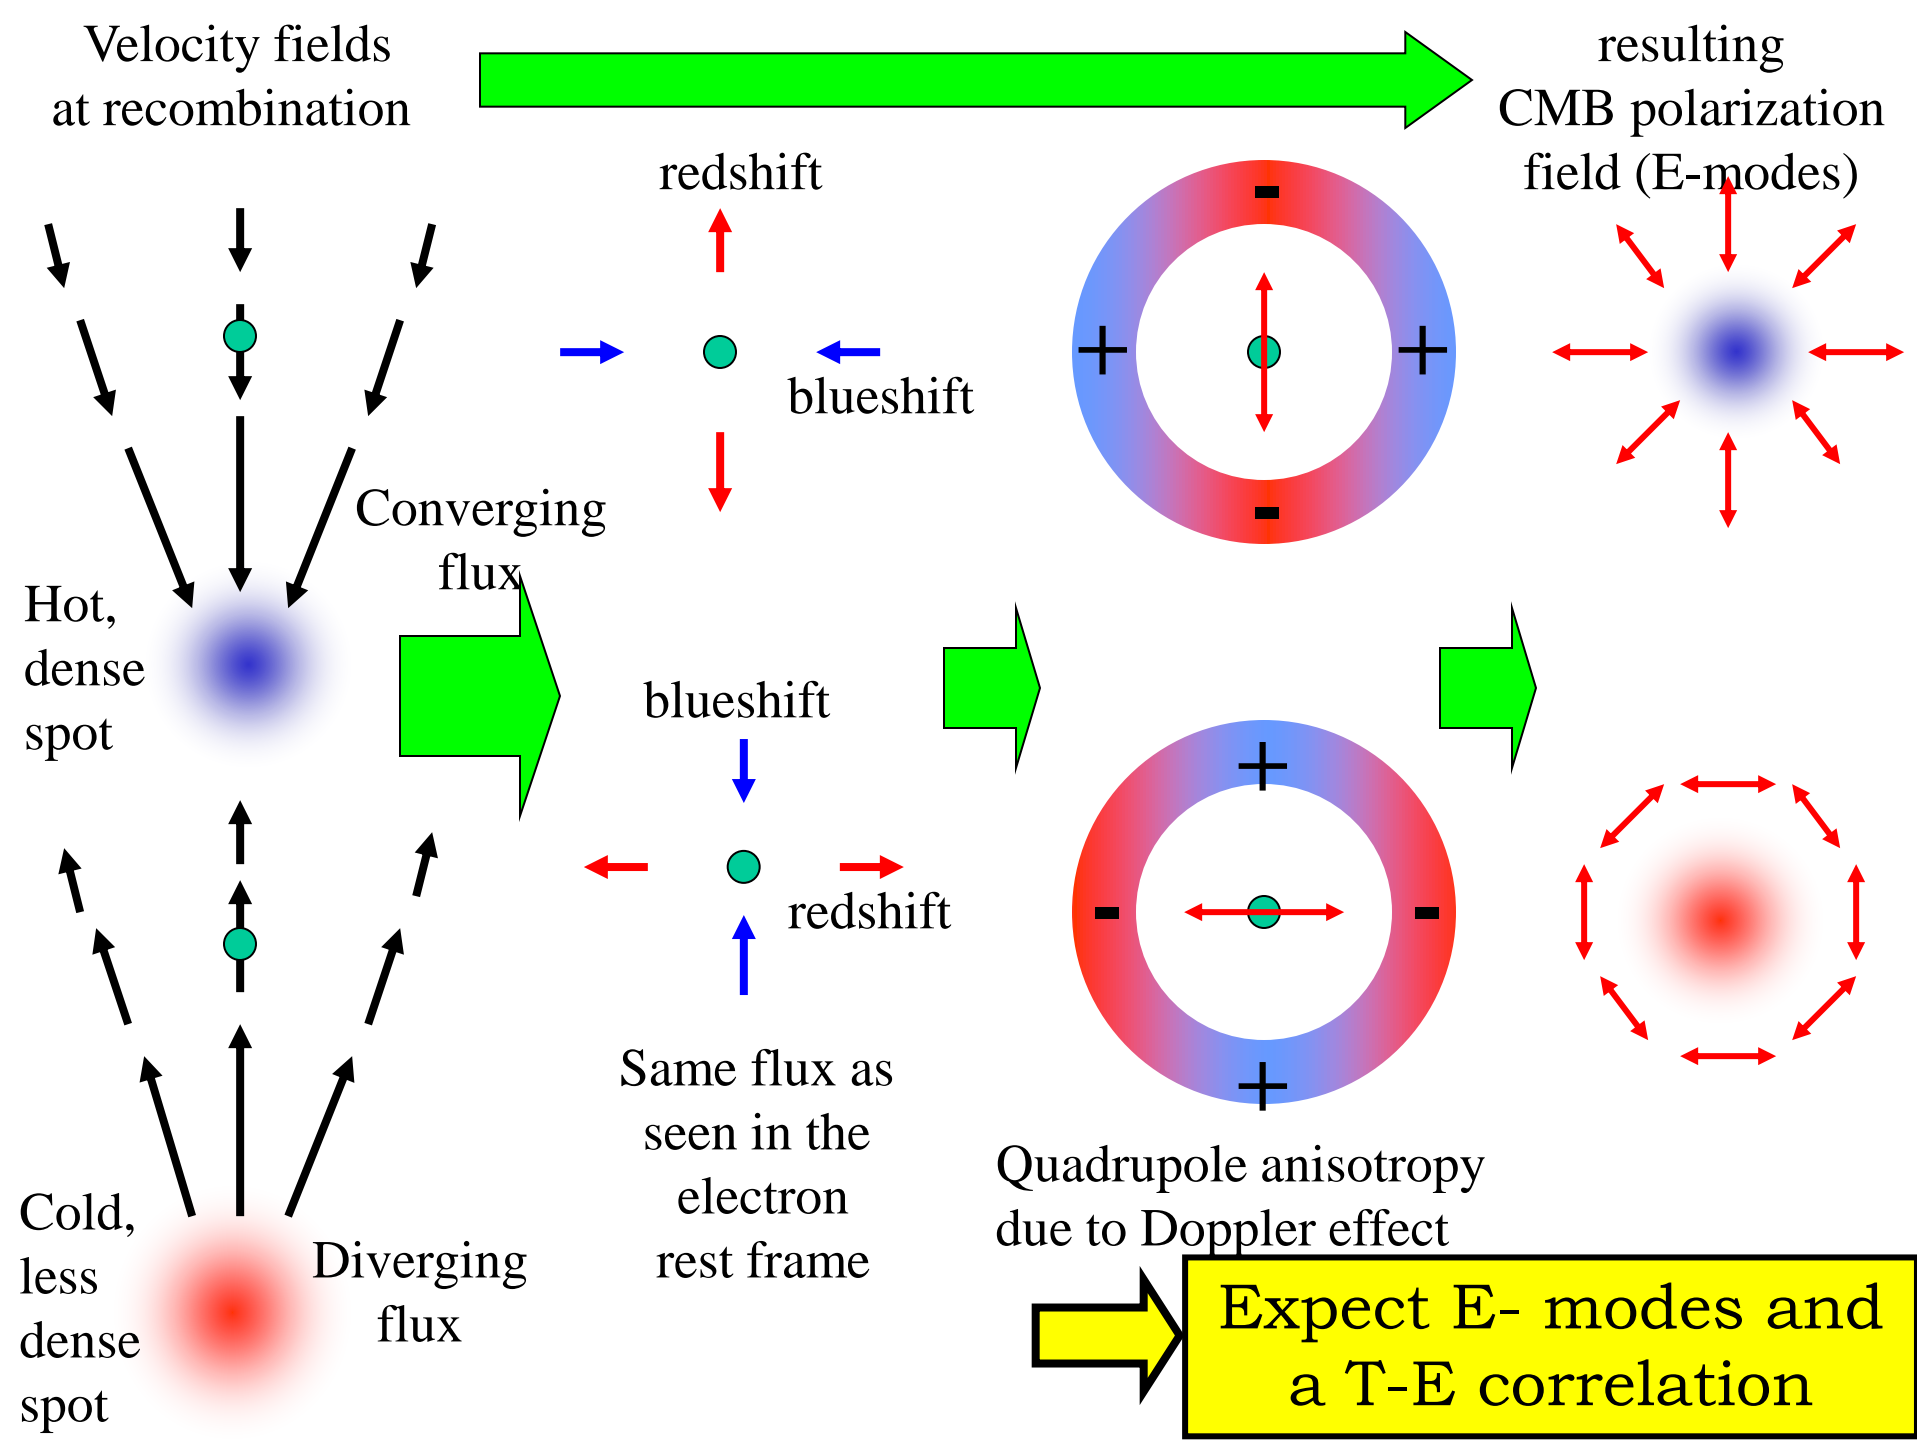 Velocity fields
at recombination
resulting
CMB polarization
field (E-modes)
redshift
-
+
+
blueshift
-
Converging
flux
Hot,
dense
spot
blueshift
+
redshift
-
-
+
Same flux as
seen in the
electron
rest frame
Quadrupole anisotropy
due to Doppler effect
Cold,
less
dense
spot
Diverging
flux
Expect E- modes and
a T-E correlation